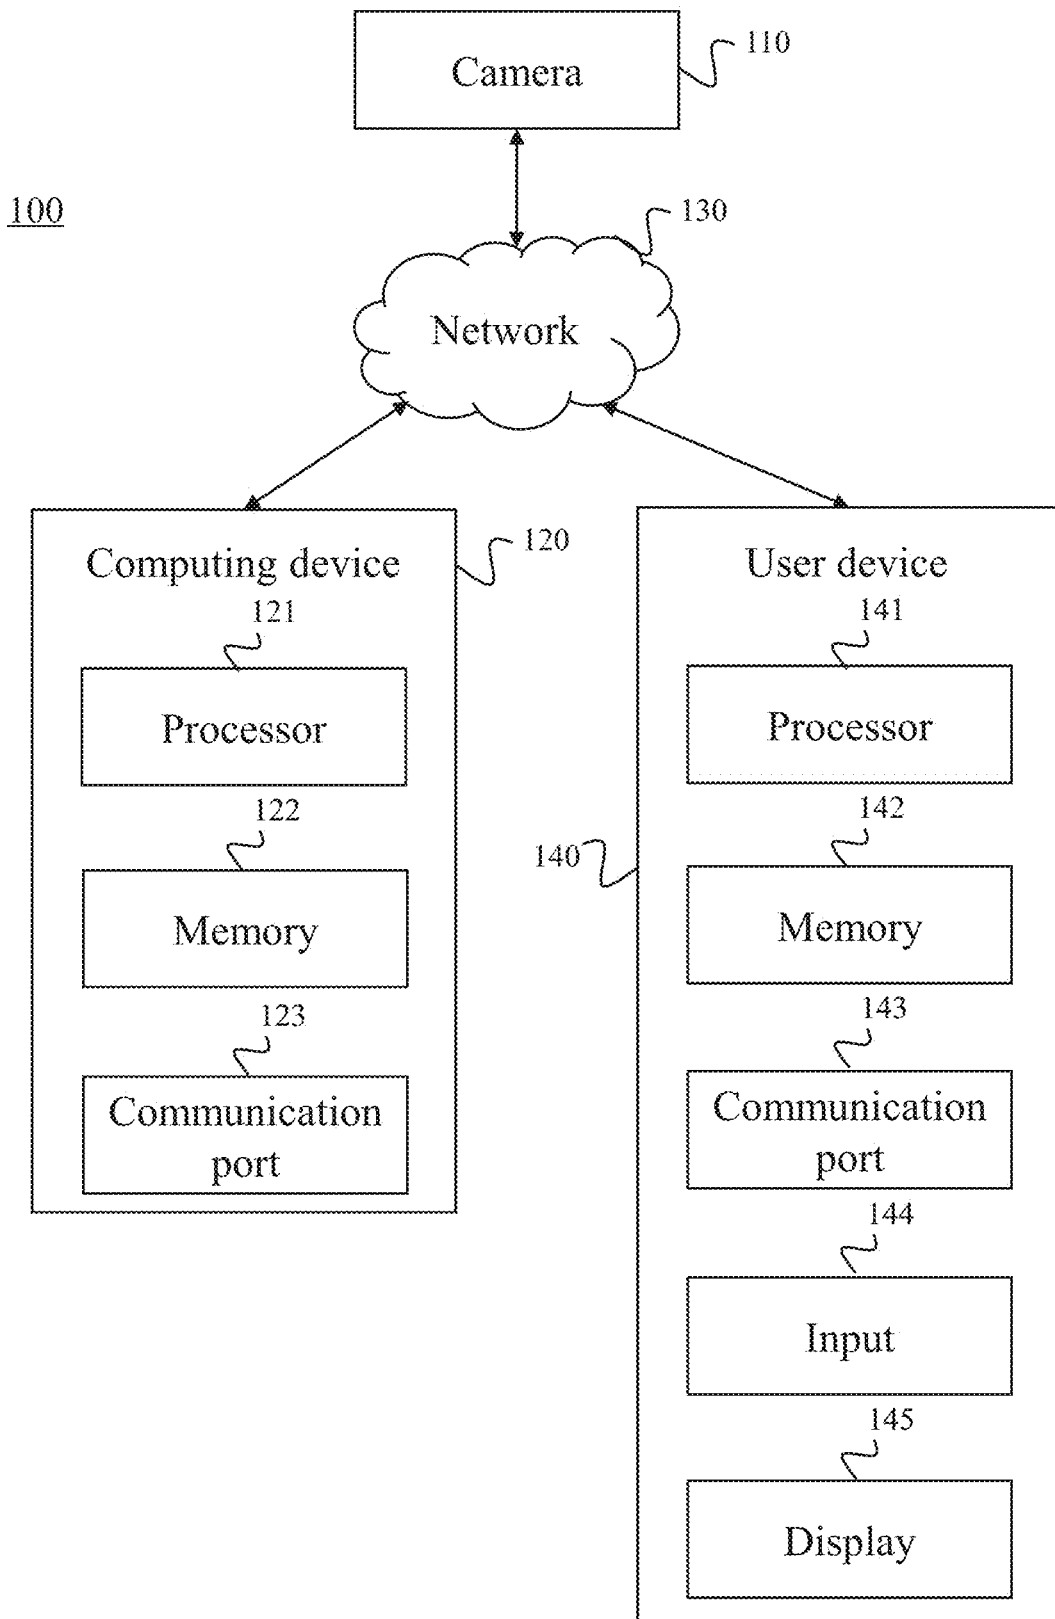 Camera
110
100
130
Network
Computing device
120
121
Processor
122
Memory
123
Communication
port
User device
141
Processor
142
140
Memory
143
Communication
port
144
Input
145
Display